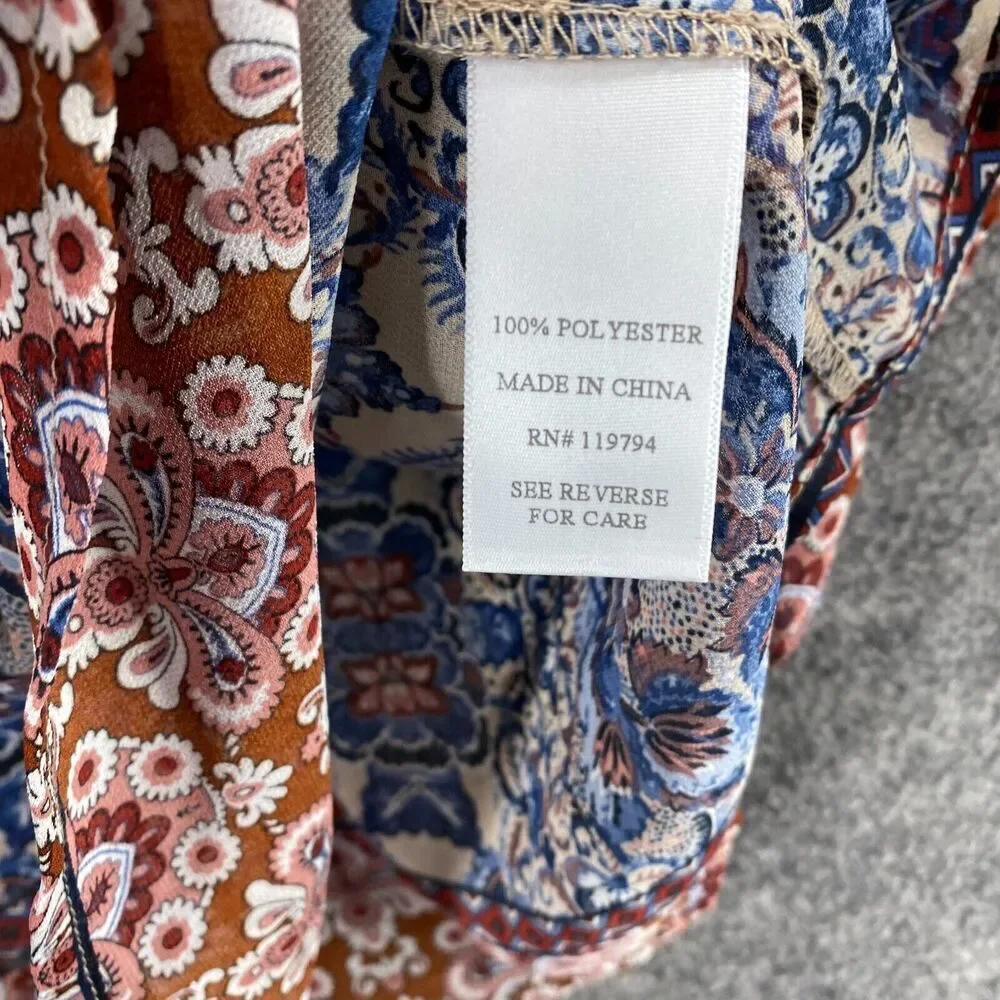 100% POLYESTER
MADE IN CHINA
RN# 119794
SEE REVERSE
FOR CARE